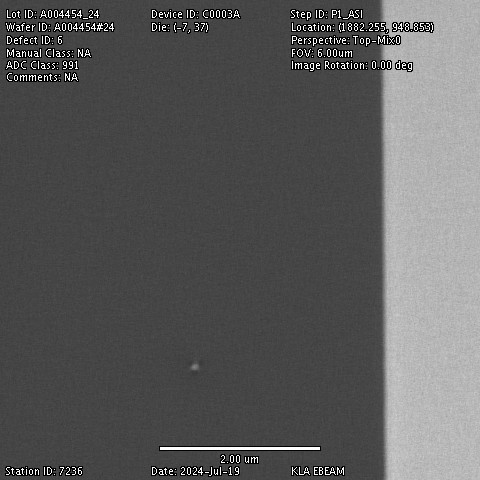 Lot ID: A004454_24 Device ID: C0003A Step ID: P1_ASI
Wafer ID: A004454#24 Die: (-7, 37) Location: (1882.255, 948.853)
Defect ID: 6 Perspective: Top-Mix0
Manual Class: NA FOV: 6.00um
ADC Class: 991 Image Rotation: 0.00 deg
Comments: NA
2.00 um
Station ID: 7236 Date: 2024-Jul-19 KLA EBEAM